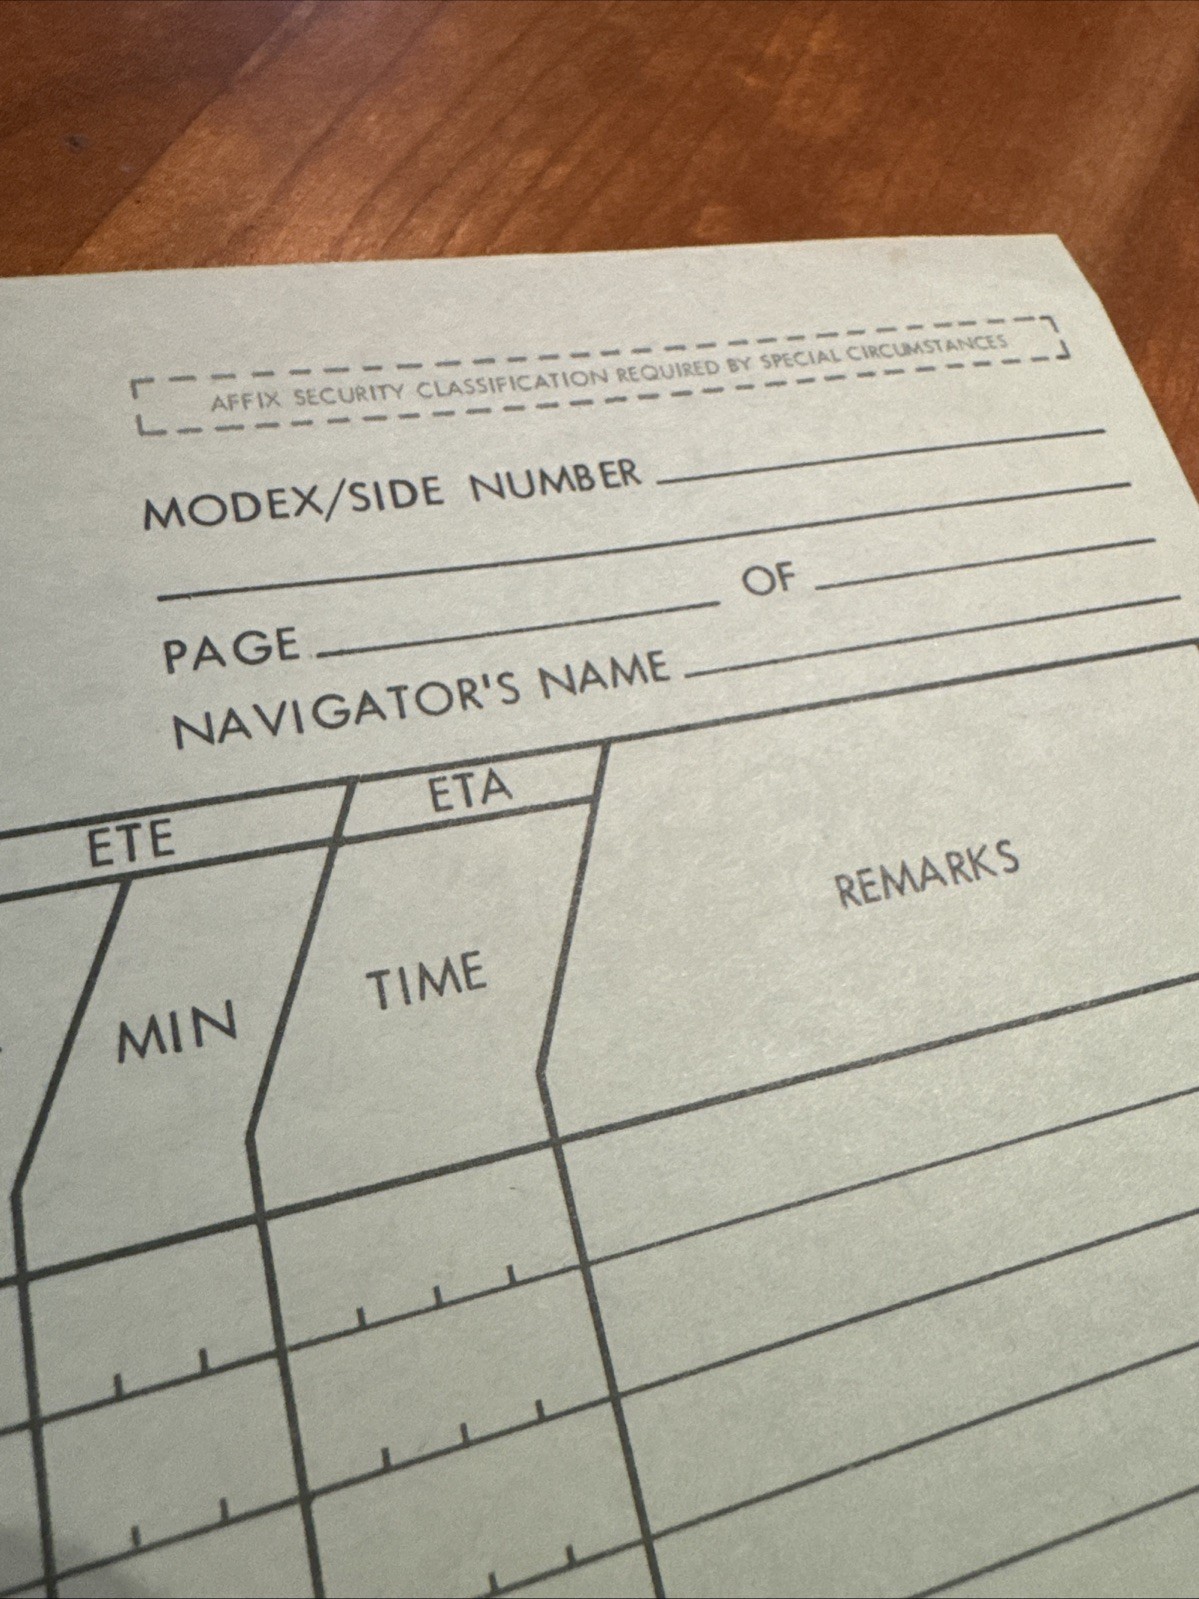 AFFIX SECURITY CLASSIFICATION REQUIRED BY SPECIAL CIRCUMSTANCES
MODEX/SIDE NUMBER
PAGE OF
NAVIGATOR'S NAME
ETE ETA
REMARKS
MIN TIME